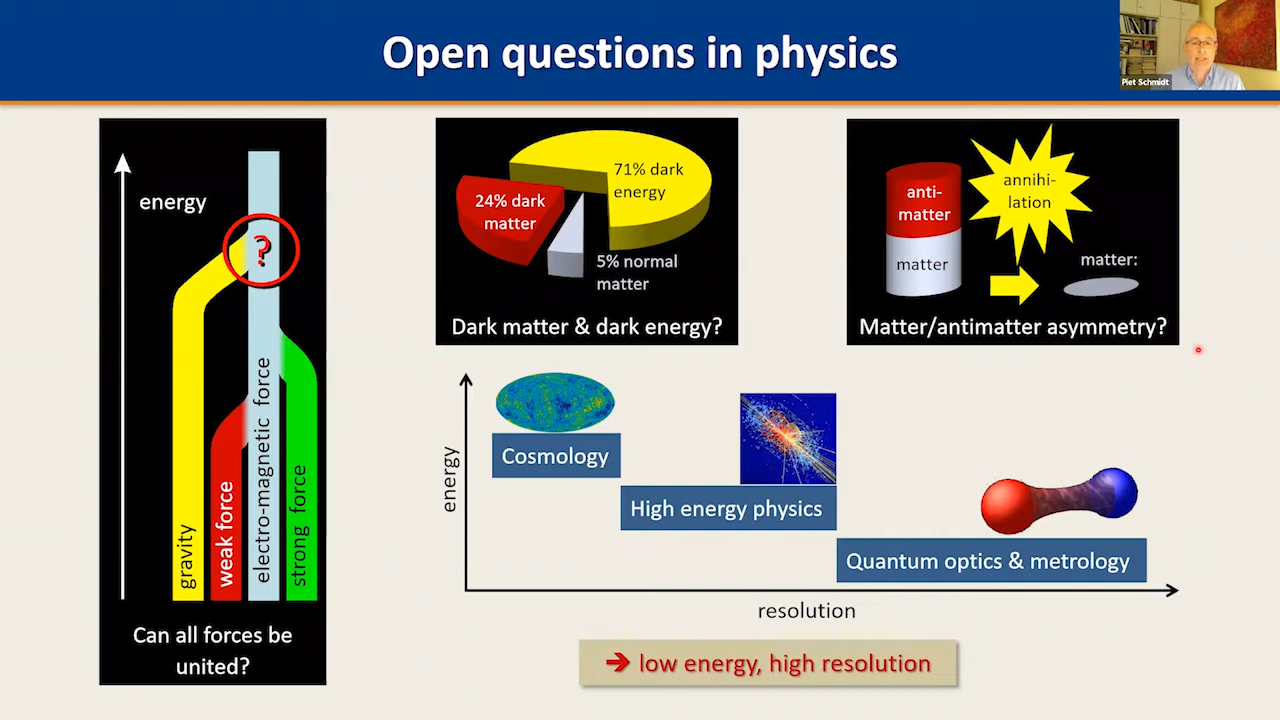 Open questions in physics
Piet Schmidt
energy
?
gravity
weak force
electro-magnetic force
strong force
Can all forces be
united?
71% dark
energy
24% dark
matter
5% normal
matter
Dark matter & dark energy?
anti-
matter
matter
annihi-
lation
matter:
Matter/antimatter asymmetry?
energy
Cosmology
High energy physics
Quantum optics & metrology
resolution
➔ low energy, high resolution